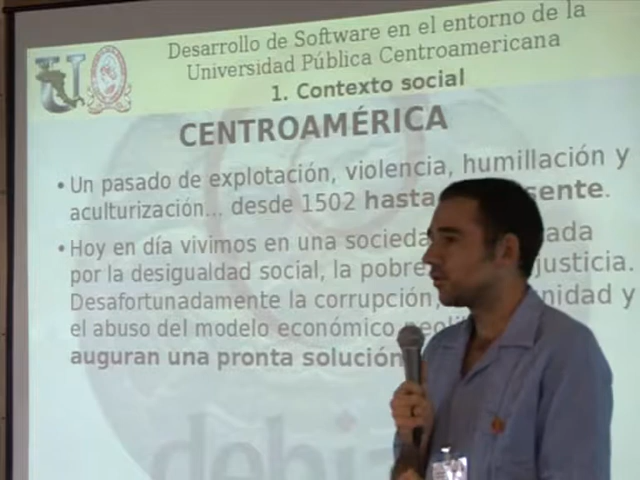 Desarrollo de Software en el entorno de la
Universidad Pública Centroamericana
1. Contexto social
CENTROAMÉRICA
• Un pasado de explotación, violencia, humillación y
aculturización... desde 1502 hasta sente.
• Hoy en día vivimos en una socieda ada
por la desigualdad social, la pobre justicia.
Desafortunadamente la corrupción, nidad y
el abuso del modelo económico neoli
auguran una pronta solución
debia